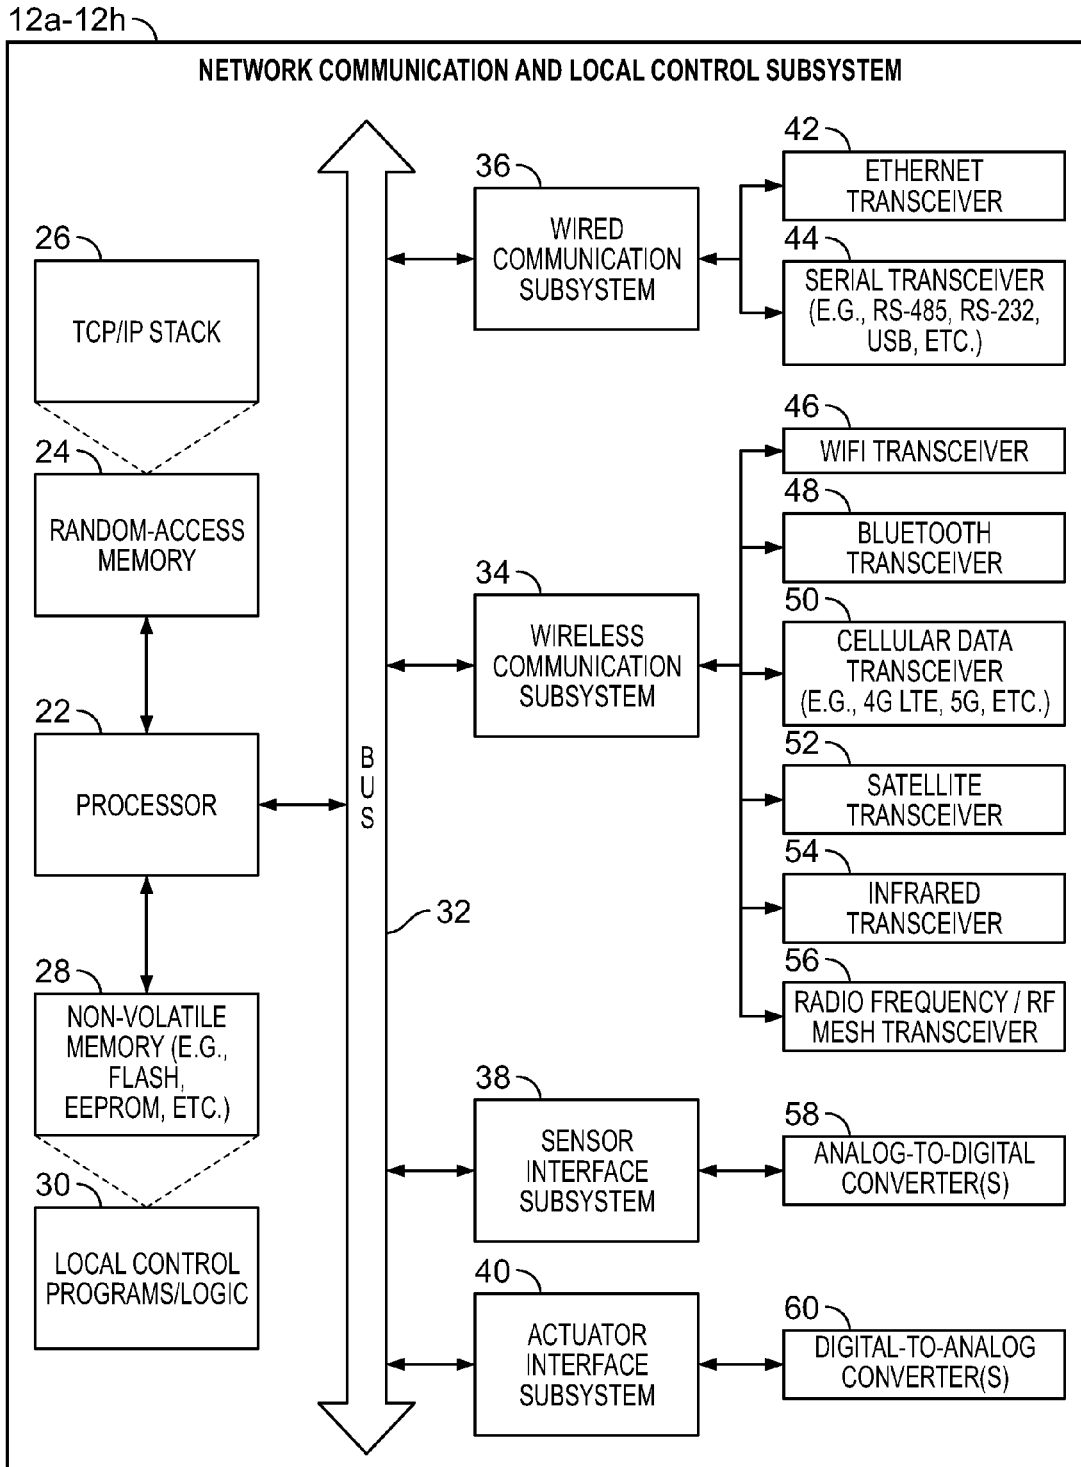 12a-12h
NETWORK COMMUNICATION AND LOCAL CONTROL SUBSYSTEM
26
TCP/IP STACK
24
RANDOM-ACCESS
MEMORY
22
PROCESSOR
28
NON-VOLATILE
MEMORY (E.G.,
FLASH,
EEPROM, ETC.)
30
LOCAL CONTROL
PROGRAMS/LOGIC
B
U
S
32
36
WIRED
COMMUNICATION
SUBSYSTEM
34
WIRELESS
COMMUNICATION
SUBSYSTEM
38
SENSOR
INTERFACE
SUBSYSTEM
40
ACTUATOR
INTERFACE
SUBSYSTEM
42
ETHERNET
TRANSCEIVER
44
SERIAL TRANSCEIVER
(E.G., RS-485, RS-232,
USB, ETC.)
46
WIFI TRANSCEIVER
48
BLUETOOTH
TRANSCEIVER
50
CELLULAR DATA
TRANSCEIVER
(E.G., 4G LTE, 5G, ETC.)
52
SATELLITE
TRANSCEIVER
54
INFRARED
TRANSCEIVER
56
RADIO FREQUENCY / RF
MESH TRANSCEIVER
58
ANALOG-TO-DIGITAL
CONVERTER(S)
60
DIGITAL-TO-ANALOG
CONVERTER(S)